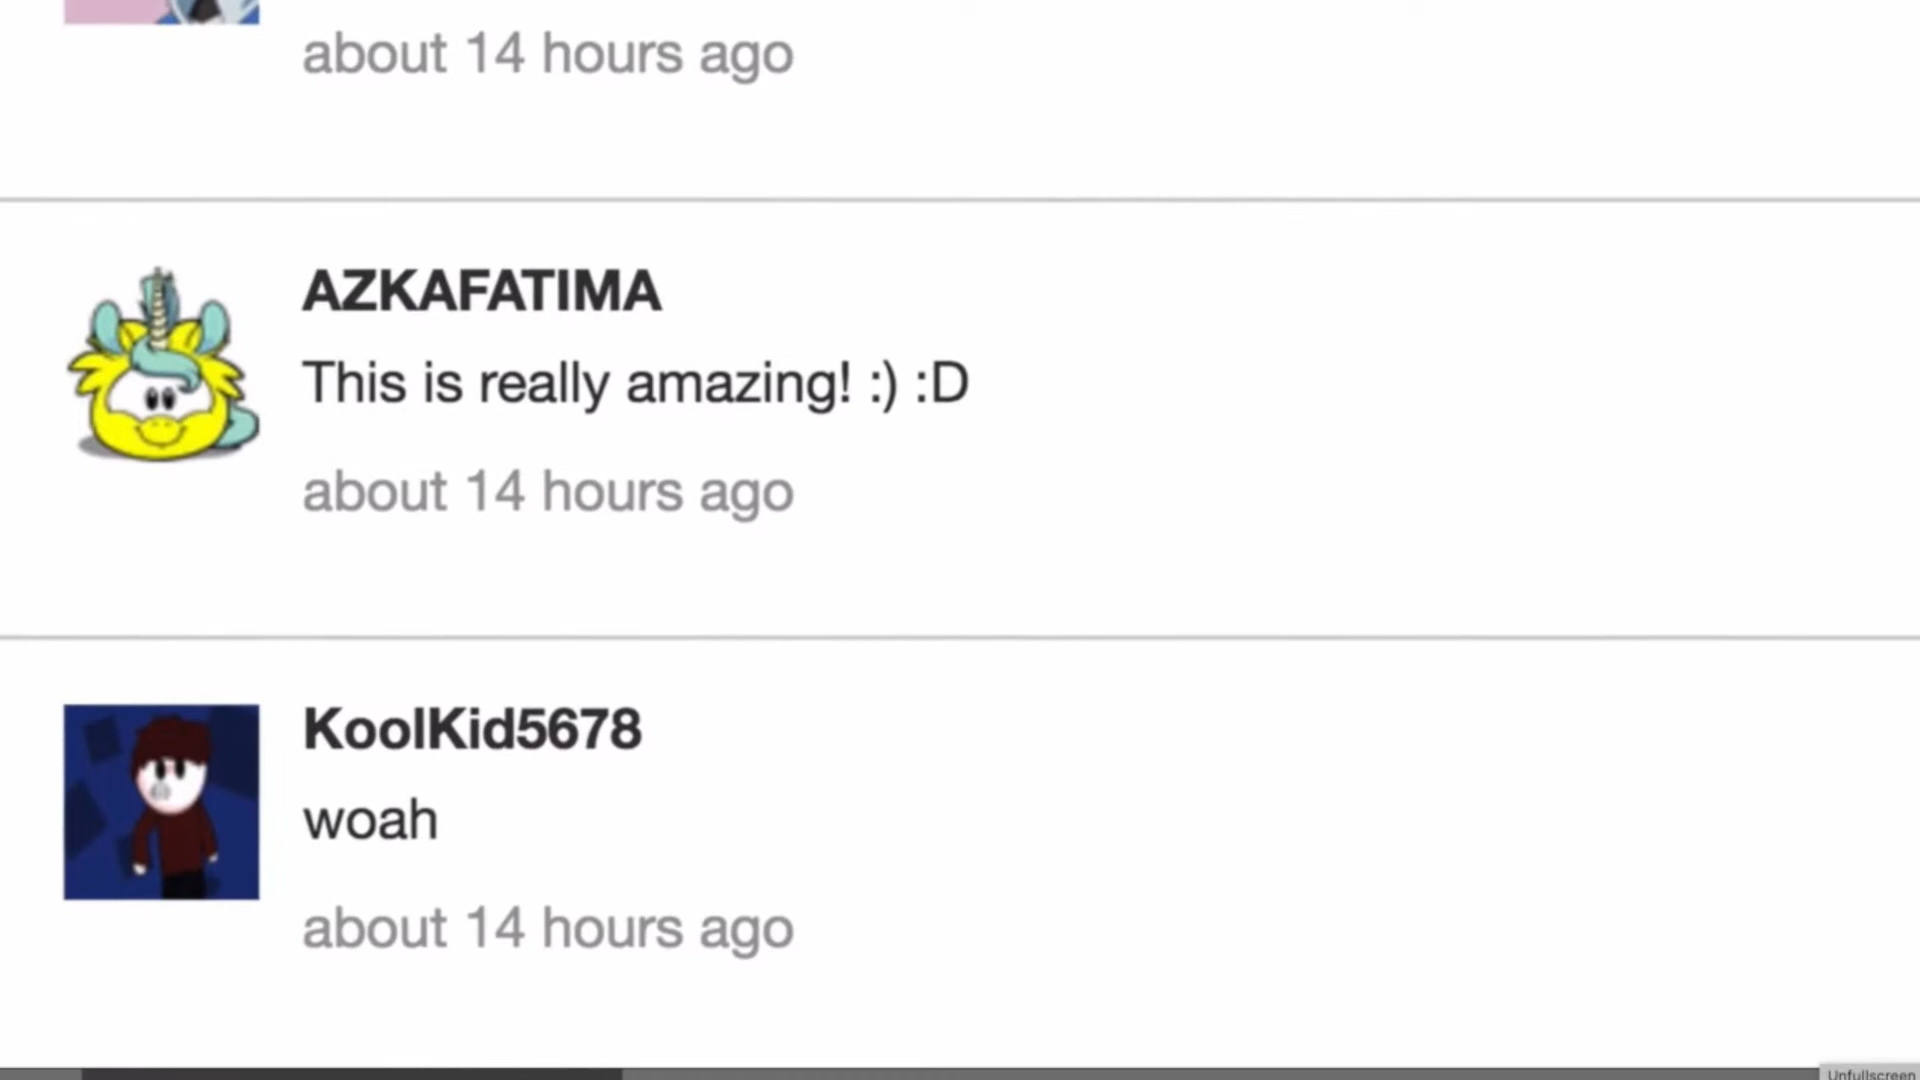 about 14 hours ago
AZKAFATIMA
This is really amazing! :) :D
about 14 hours ago
KoolKid5678
woah
about 14 hours ago
Unfullscreen